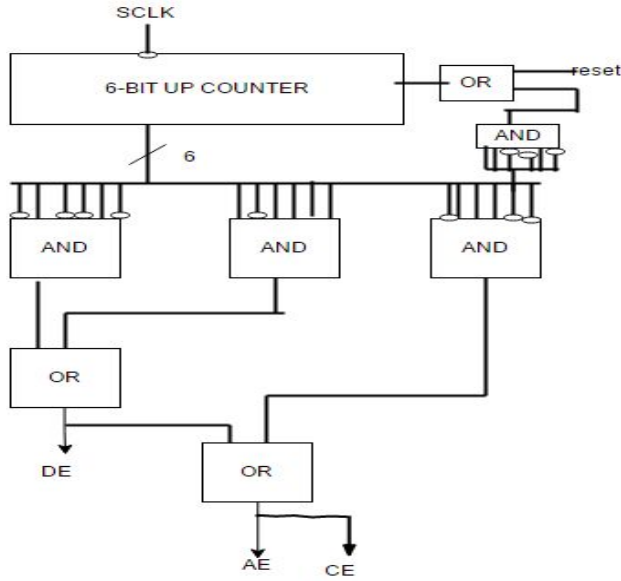 SCLK
6-BIT UP COUNTER
OR
reset
AND
6
AND
AND
AND
OR
OR
DE
AE
CE